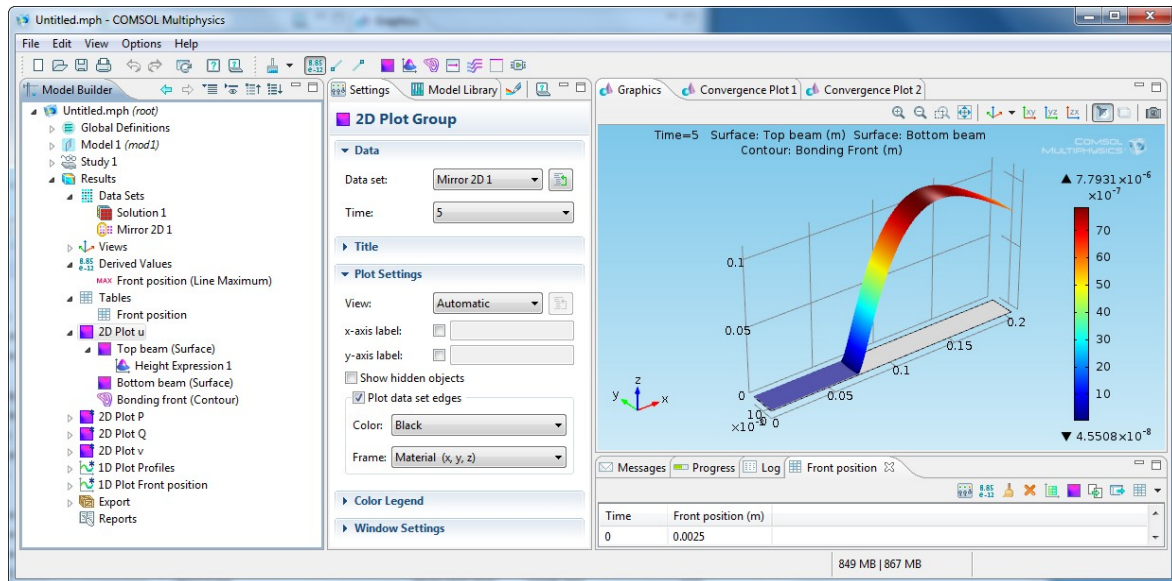 Untitled.mph - COMSOL Multiphysics
File Edit View Options Help
Model Builder
Untitled.mph (root)
Global Definitions
Model 1 (mod1)
Study 1
Results
Data Sets
Solution 1
Mirror 2D 1
Views
8.85 e-12 Derived Values
MAX Front position (Line Maximum)
Tables
Front position
2D Plot u
Top beam (Surface)
Height Expression 1
Bottom beam (Surface)
Bonding front (Contour)
2D Plot P
2D Plot Q
2D Plot v
1D Plot Profiles
1D Plot Front position
Export
Reports
Settings Model Library
2D Plot Group
Data
Data set: Mirror 2D 1
Time: 5
Title
Plot Settings
View: Automatic
x-axis label:
y-axis label:
Show hidden objects
Plot data set edges
Color: Black
Frame: Material (x, y, z)
Color Legend
Window Settings
Graphics Convergence Plot 1 Convergence Plot 2
xy yz zx
Time=5 Surface: Top beam (m) Surface: Bottom beam
Contour: Bonding Front (m)
COMSOL
MULTIPHYSICS
▲ 7.7931×10⁻⁶
×10⁻⁷
70
60
50
40
30
20
10
▼ 4.5508×10⁻⁸
0.1
0.05
0
0.2
0.15
0.1
0.05
0
z
y
x
Messages Progress Log Front position
Time Front position (m)
0 0.0025
849 MB | 867 MB